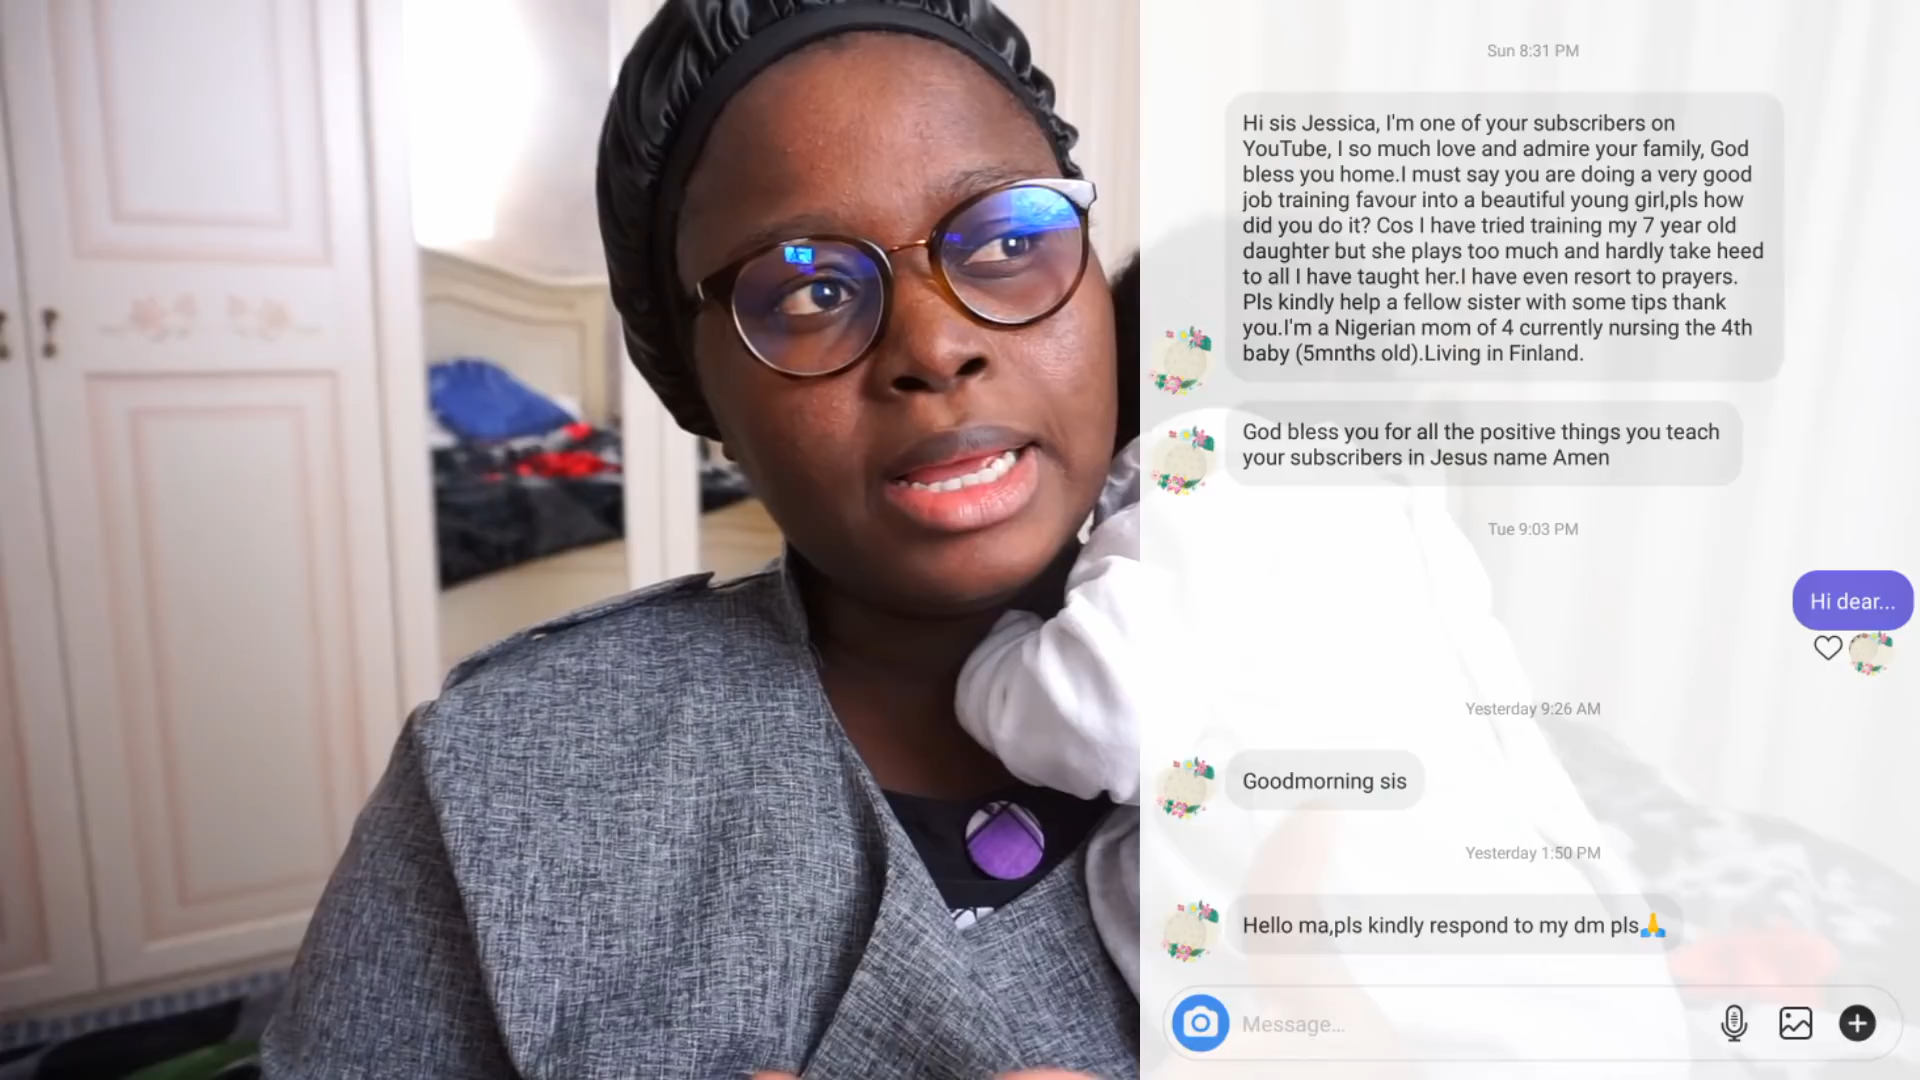 Sun 8:31 PM
Hi sis Jessica, I'm one of your subscribers on
YouTube, I so much love and admire your family, God
bless you home.I must say you are doing a very good
job training favour into a beautiful young girl,pls how
did you do it? Cos I have tried training my 7 year old
daughter but she plays too much and hardly take heed
to all I have taught her.I have even resort to prayers.
Pls kindly help a fellow sister with some tips thank
you.I'm a Nigerian mom of 4 currently nursing the 4th
baby (5mnths old).Living in Finland.
God bless you for all the positive things you teach
your subscribers in Jesus name Amen
Tue 9:03 PM
Hi dear...
Yesterday 9:26 AM
Goodmorning sis
Yesterday 1:50 PM
Hello ma,pls kindly respond to my dm pls🙏
Message...